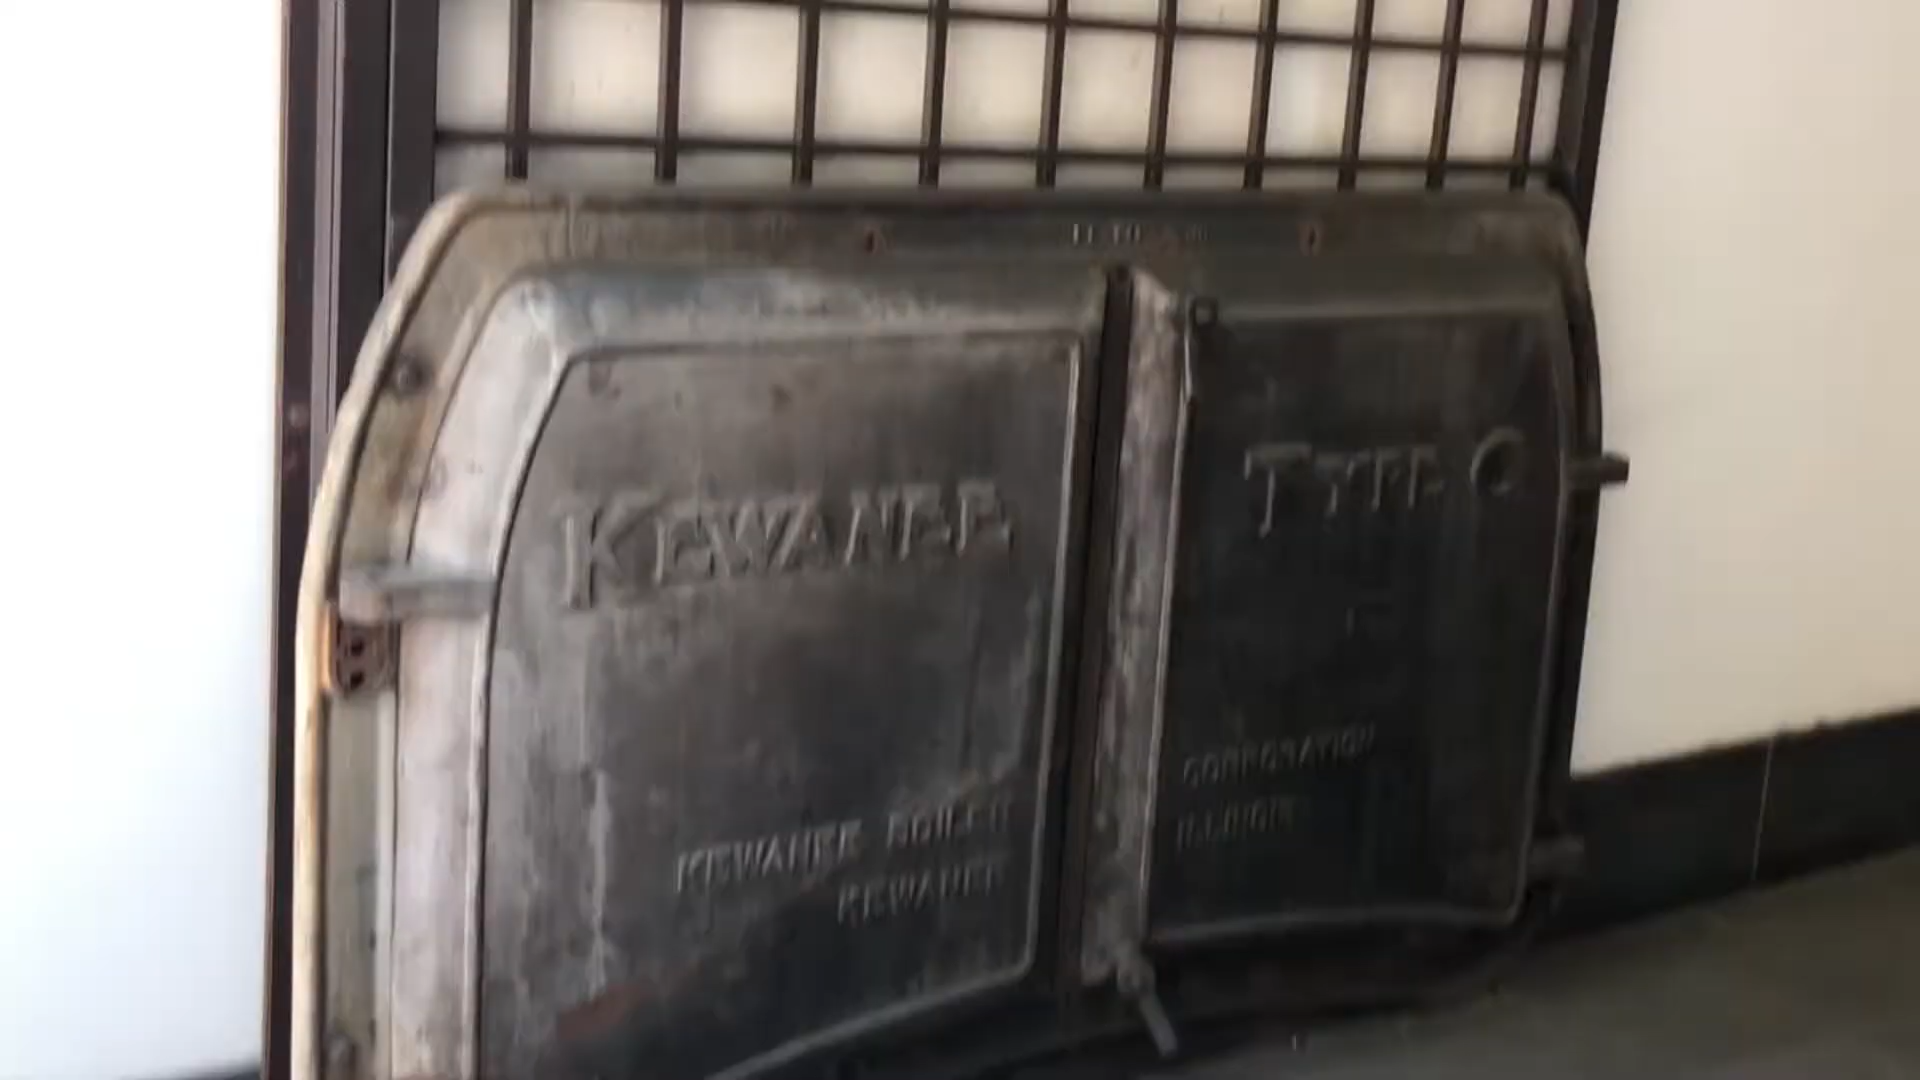 KEWANEE
TYPE C
KEWANEE BOILER
CORPORATION
KEWANEE
ILLINOIS